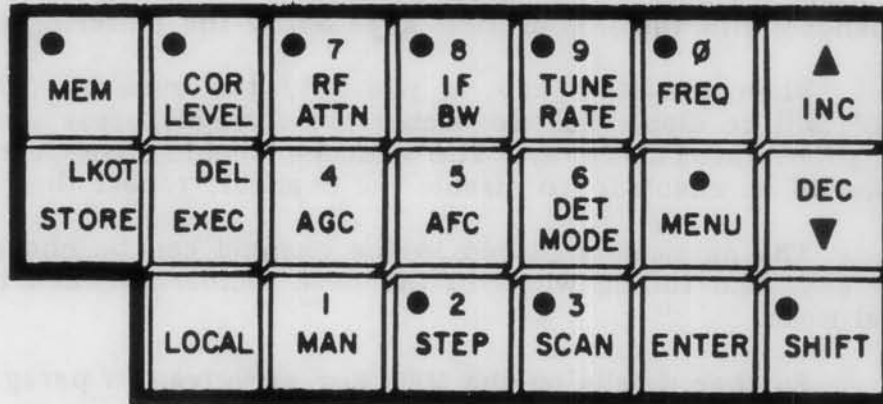 MEM
COR
LEVEL
7
RF
ATTN
8
IF
BW
9
TUNE
RATE
Ø
FREQ
▲
INC
LKOT
STORE
DEL
EXEC
4
AGC
5
AFC
6
DET
MODE
MENU
DEC
▼
LOCAL
1
MAN
2
STEP
3
SCAN
ENTER
SHIFT